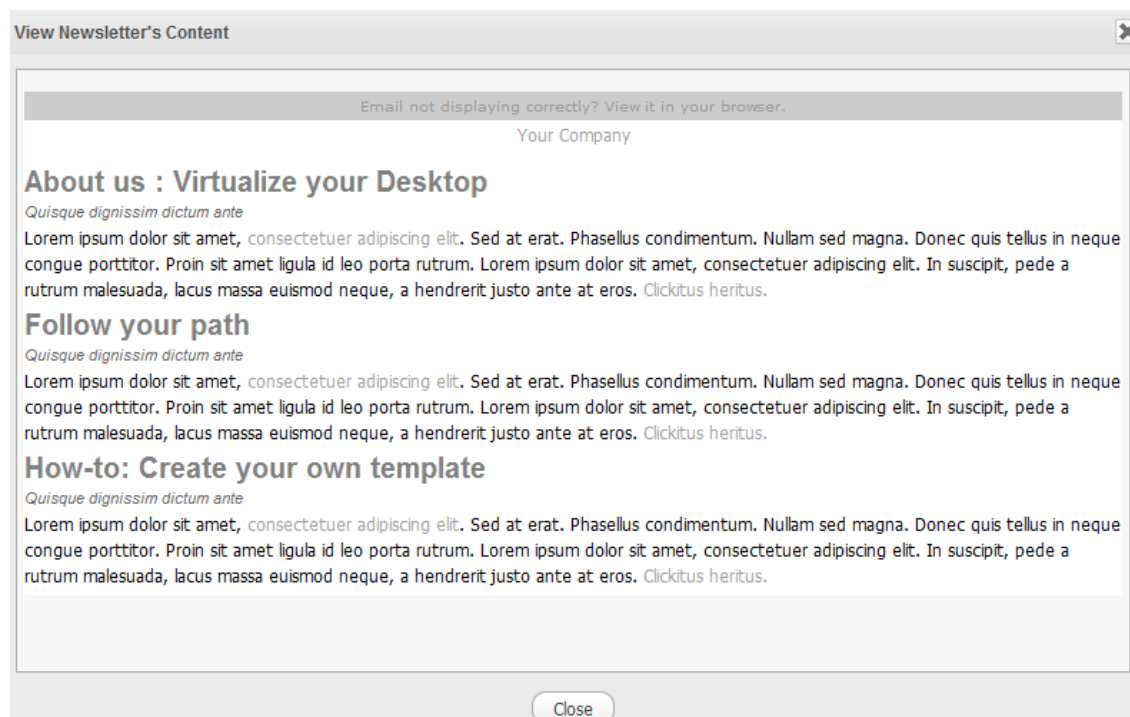 View Newsletter's Content
Email not displaying correctly? View it in your browser.
Your Company
About us : Virtualize your Desktop
Quisque dignissim dictum ante
Lorem ipsum dolor sit amet, consectetuer adipiscing elit. Sed at erat. Phasellus condimentum. Nullam sed magna. Donec quis tellus in neque
congue porttitor. Proin sit amet ligula id leo porta rutrum. Lorem ipsum dolor sit amet, consectetuer adipiscing elit. In suscipit, pede a
rutrum malesuada, lacus massa euismod neque, a hendrerit justo ante at eros. Clickitus heritus.
Follow your path
Quisque dignissim dictum ante
Lorem ipsum dolor sit amet, consectetuer adipiscing elit. Sed at erat. Phasellus condimentum. Nullam sed magna. Donec quis tellus in neque
congue porttitor. Proin sit amet ligula id leo porta rutrum. Lorem ipsum dolor sit amet, consectetuer adipiscing elit. In suscipit, pede a
rutrum malesuada, lacus massa euismod neque, a hendrerit justo ante at eros. Clickitus heritus.
How-to: Create your own template
Quisque dignissim dictum ante
Lorem ipsum dolor sit amet, consectetuer adipiscing elit. Sed at erat. Phasellus condimentum. Nullam sed magna. Donec quis tellus in neque
congue porttitor. Proin sit amet ligula id leo porta rutrum. Lorem ipsum dolor sit amet, consectetuer adipiscing elit. In suscipit, pede a
rutrum malesuada, lacus massa euismod neque, a hendrerit justo ante at eros. Clickitus heritus.
Close